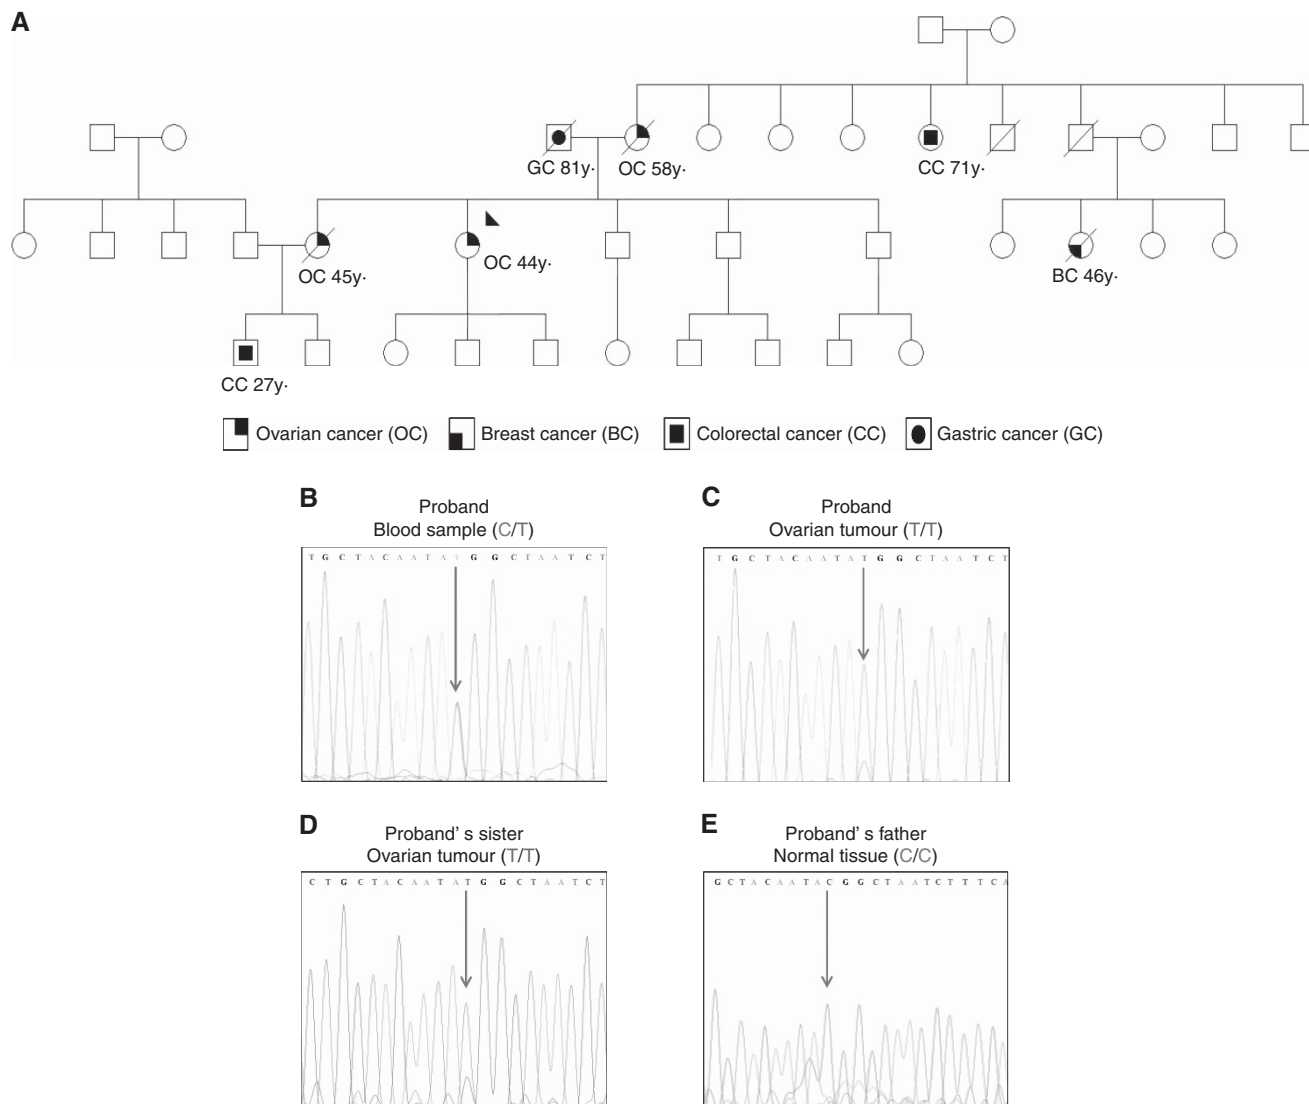 A
GC 81y·
OC 58y·
CC 71y·
OC 45y·
OC 44y·
BC 46y·
CC 27y·
Ovarian cancer (OC)
Breast cancer (BC)
Colorectal cancer (CC)
Gastric cancer (GC)
B
Proband
Blood sample (C/T)
T G C T A C A A T A Y G G C T A A T C T
C
Proband
Ovarian tumour (T/T)
T G C T A C A A T A T G G C T A A T C T
D
Proband's sister
Ovarian tumour (T/T)
C T G C T A C A A T A T G G C T A A T C T
E
Proband's father
Normal tissue (C/C)
G C T A C A A T A C G G C T A A T C T T T C A